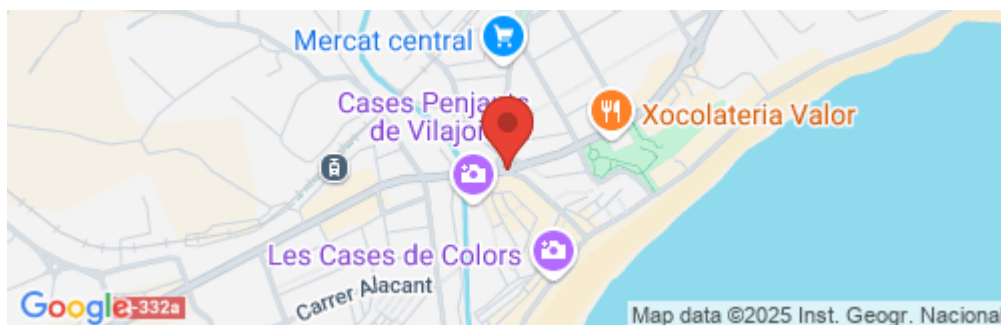 Mercat central
Cases Penjants
de Vilajoi
Xocolateria Valor
Les Cases de Colors
Carrer Alacant
Google
-332a
Map data ©2025 Inst. Geogr. Naciona